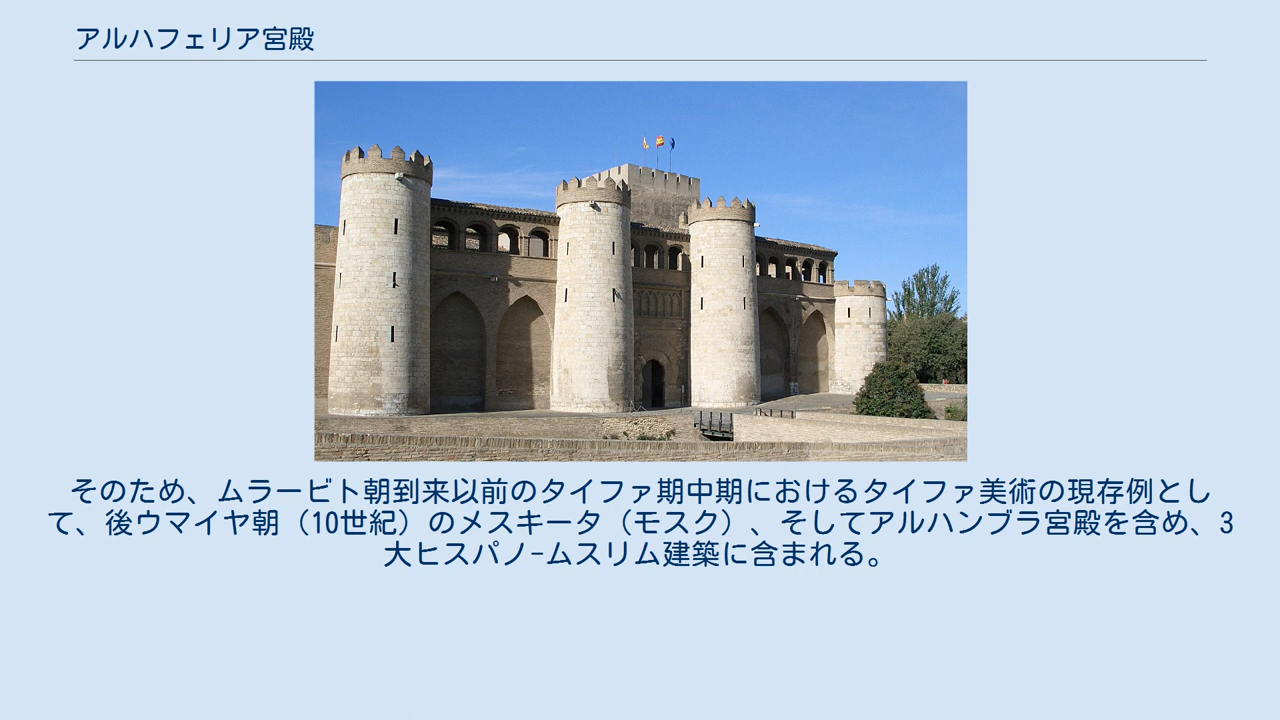 アルハフェリア宮殿
そのため、ムラービト朝到来以前のタイファ期中期におけるタイファ美術の現存例とし
て、後ウマイヤ朝（10世紀）のメスキータ（モスク）、そしてアルハンブラ宮殿を含め、3
大ヒスパノ-ムスリム建築に含まれる。